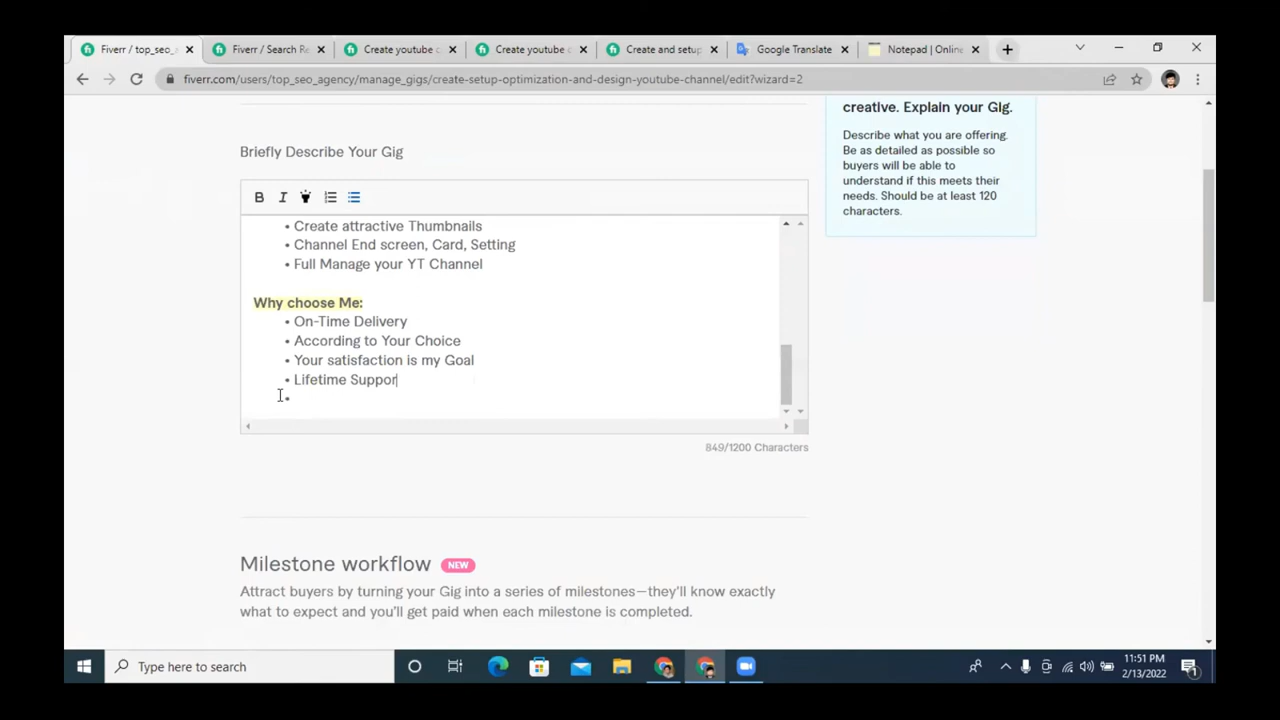 Fiverr / top_seo_
Fiverr / Search Re
Create youtube c
Create youtube c
Create and setup
Google Translate
Notepad | Online
fiverr.com/users/top_seo_agency/manage_gigs/create-setup-optimization-and-design-youtube-channel/edit?wizard=2
creative. Explain your Gig.
Describe what you are offering.
Be as detailed as possible so
buyers will be able to
understand if this meets their
needs. Should be at least 120
characters.
Briefly Describe Your Gig
B I
• Create attractive Thumbnails
• Channel End screen, Card, Setting
• Full Manage your YT Channel
Why choose Me:
• On-Time Delivery
• According to Your Choice
• Your satisfaction is my Goal
• Lifetime Suppor
•
849/1200 Characters
Milestone workflow NEW
Attract buyers by turning your Gig into a series of milestones—they'll know exactly
what to expect and you'll get paid when each milestone is completed.
Type here to search
11:51 PM
2/13/2022
1